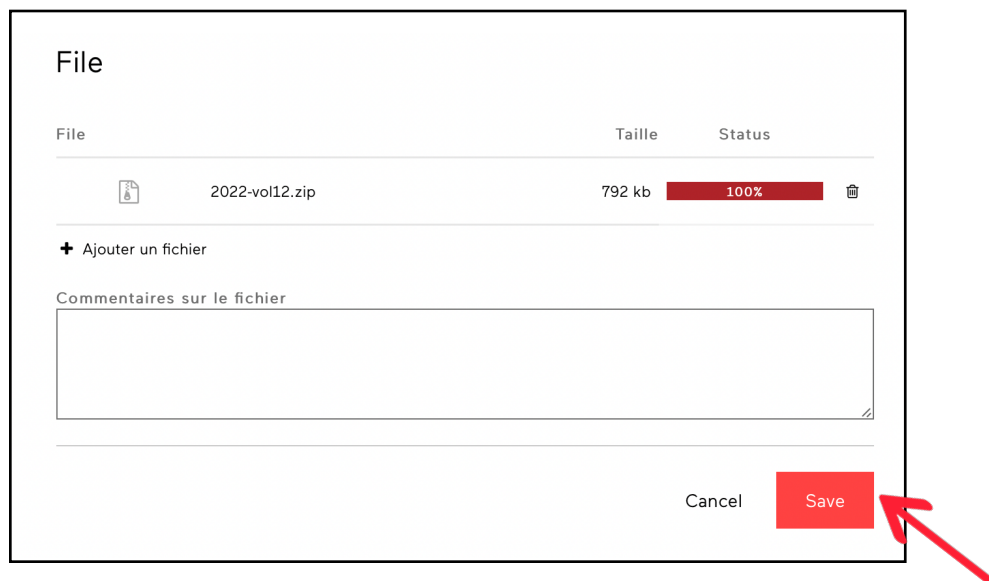 File
File Taille Status
2022-vol12.zip 792 kb 100%
Ajouter un fichier
Commentaires sur le fichier
Cancel Save